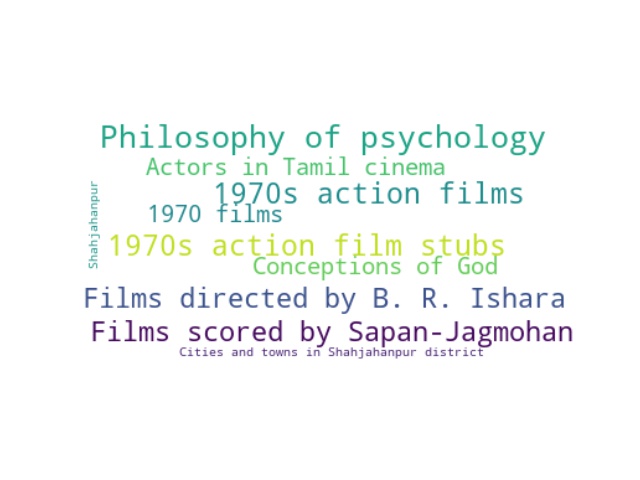 Philosophy of psychology
Actors in Tamil cinema
1970s action films
1970 films
Shahjahanpur
1970s action film stubs
Conceptions of God
Films directed by B. R. Ishara
Films scored by Sapan-Jagmohan
Cities and towns in Shahjahanpur district